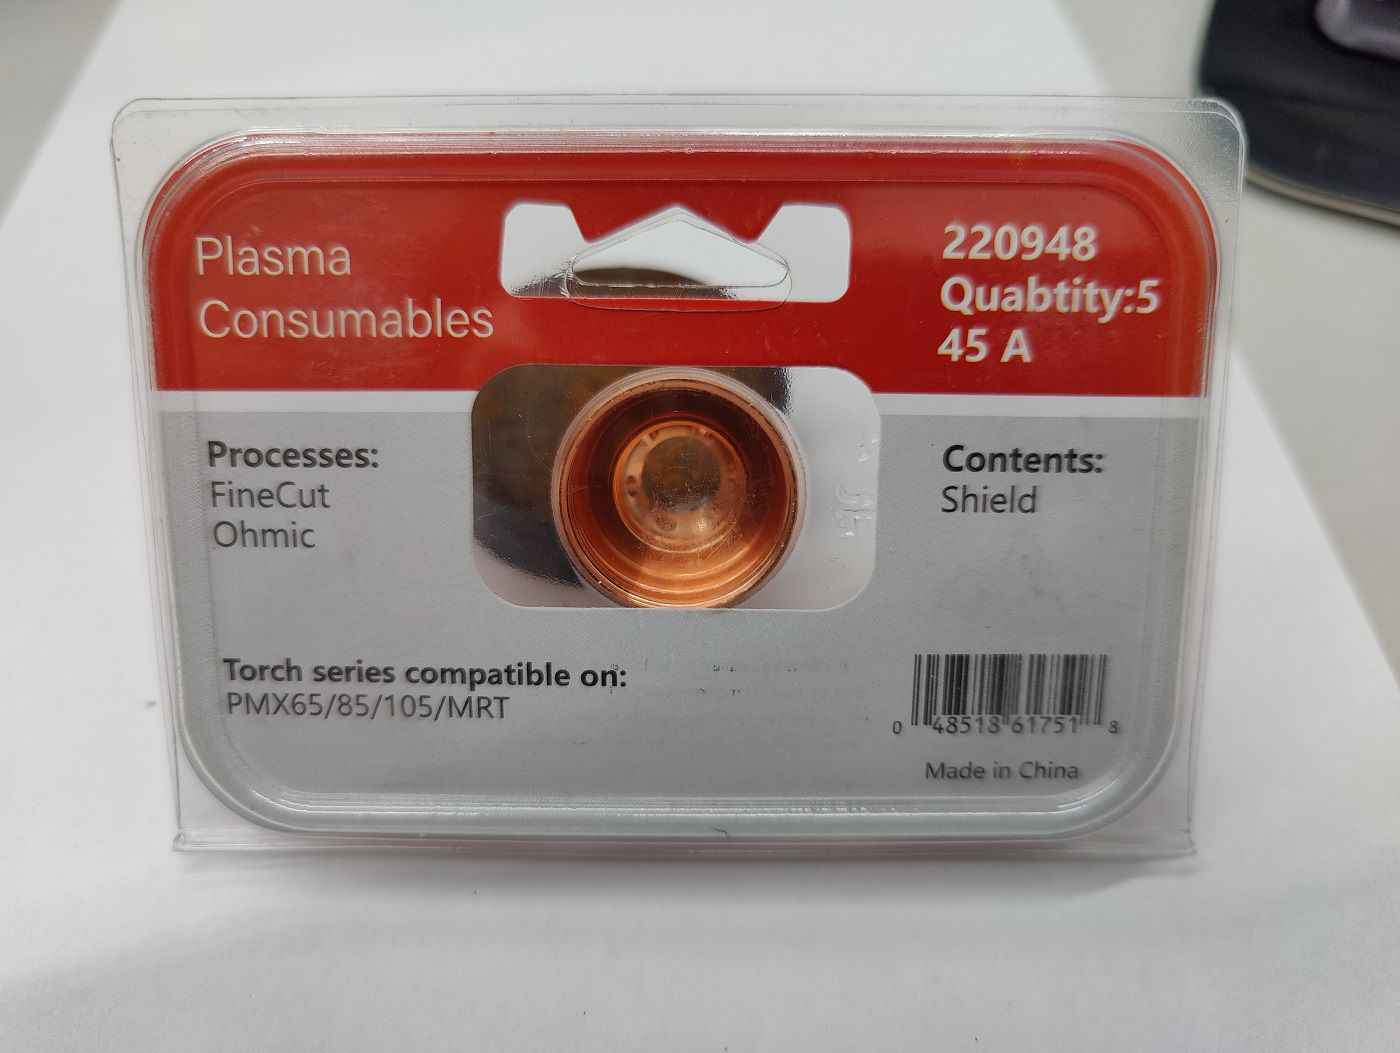 Plasma
Consumables
220948
Quabtity:5
45 A
Processes:
FineCut
Ohmic
Contents:
Shield
Torch series compatible on:
PMX65/85/105/MRT
0 48518 61751 8
Made in China